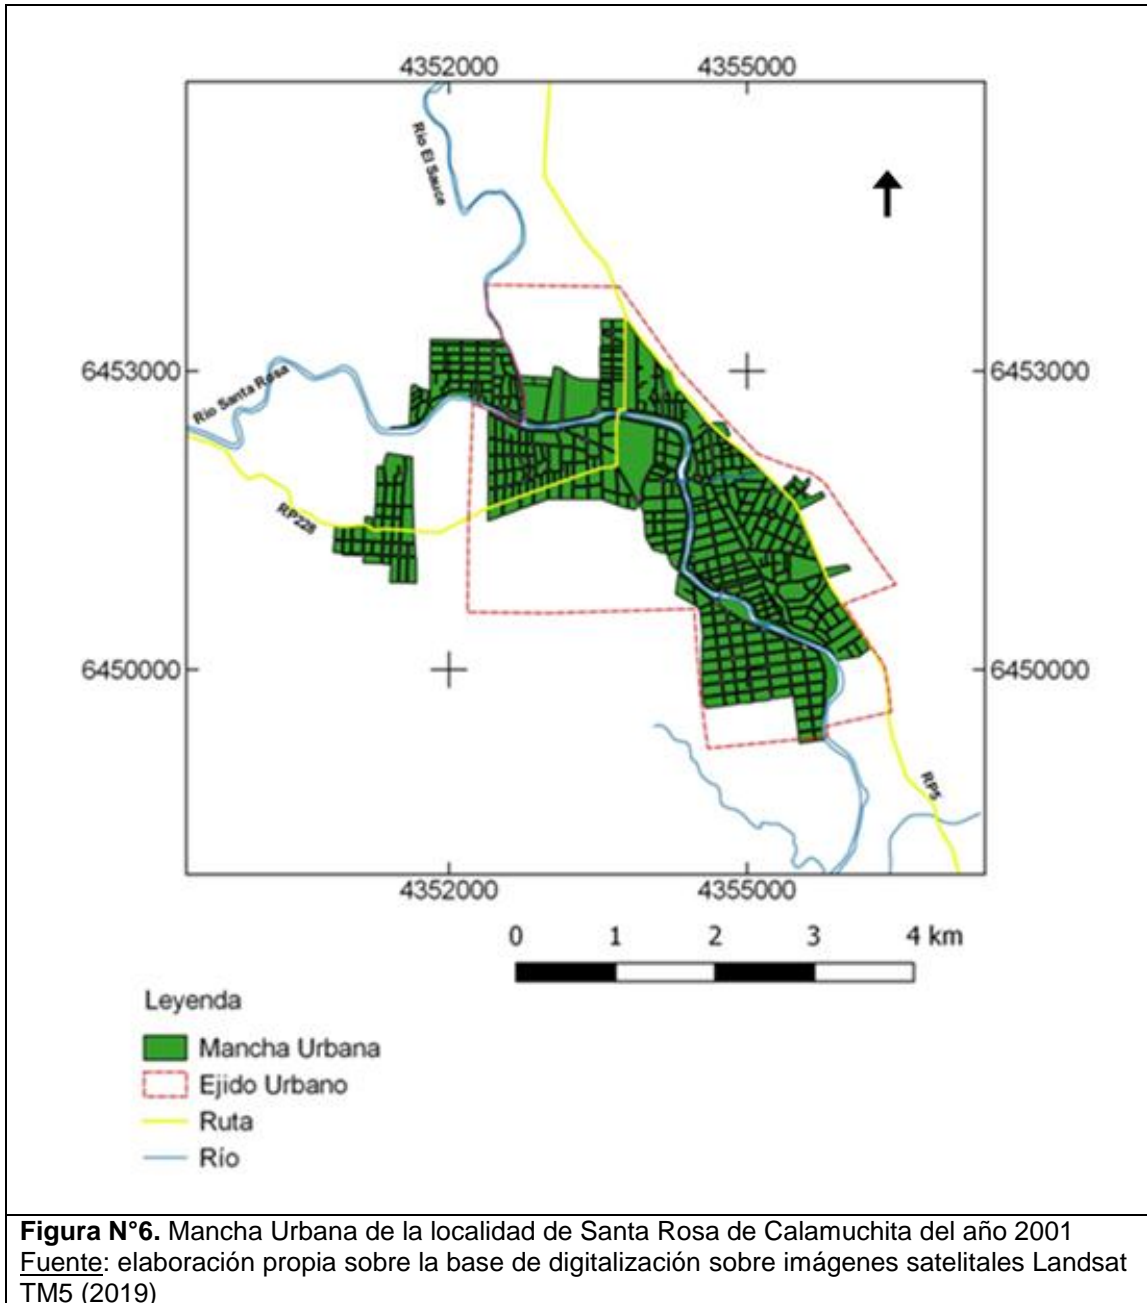 4352000 4355000
Río El Sauce
6453000 6453000
Río Santa Rosa
RP228
6450000 6450000
RP5
4352000 4355000
0 1 2 3 4 km
Leyenda
Mancha Urbana
Ejido Urbano
Ruta
Río
Figura N°6. Mancha Urbana de la localidad de Santa Rosa de Calamuchita del año 2001
Fuente: elaboración propia sobre la base de digitalización sobre imágenes satelitales Landsat
TM5 (2019)